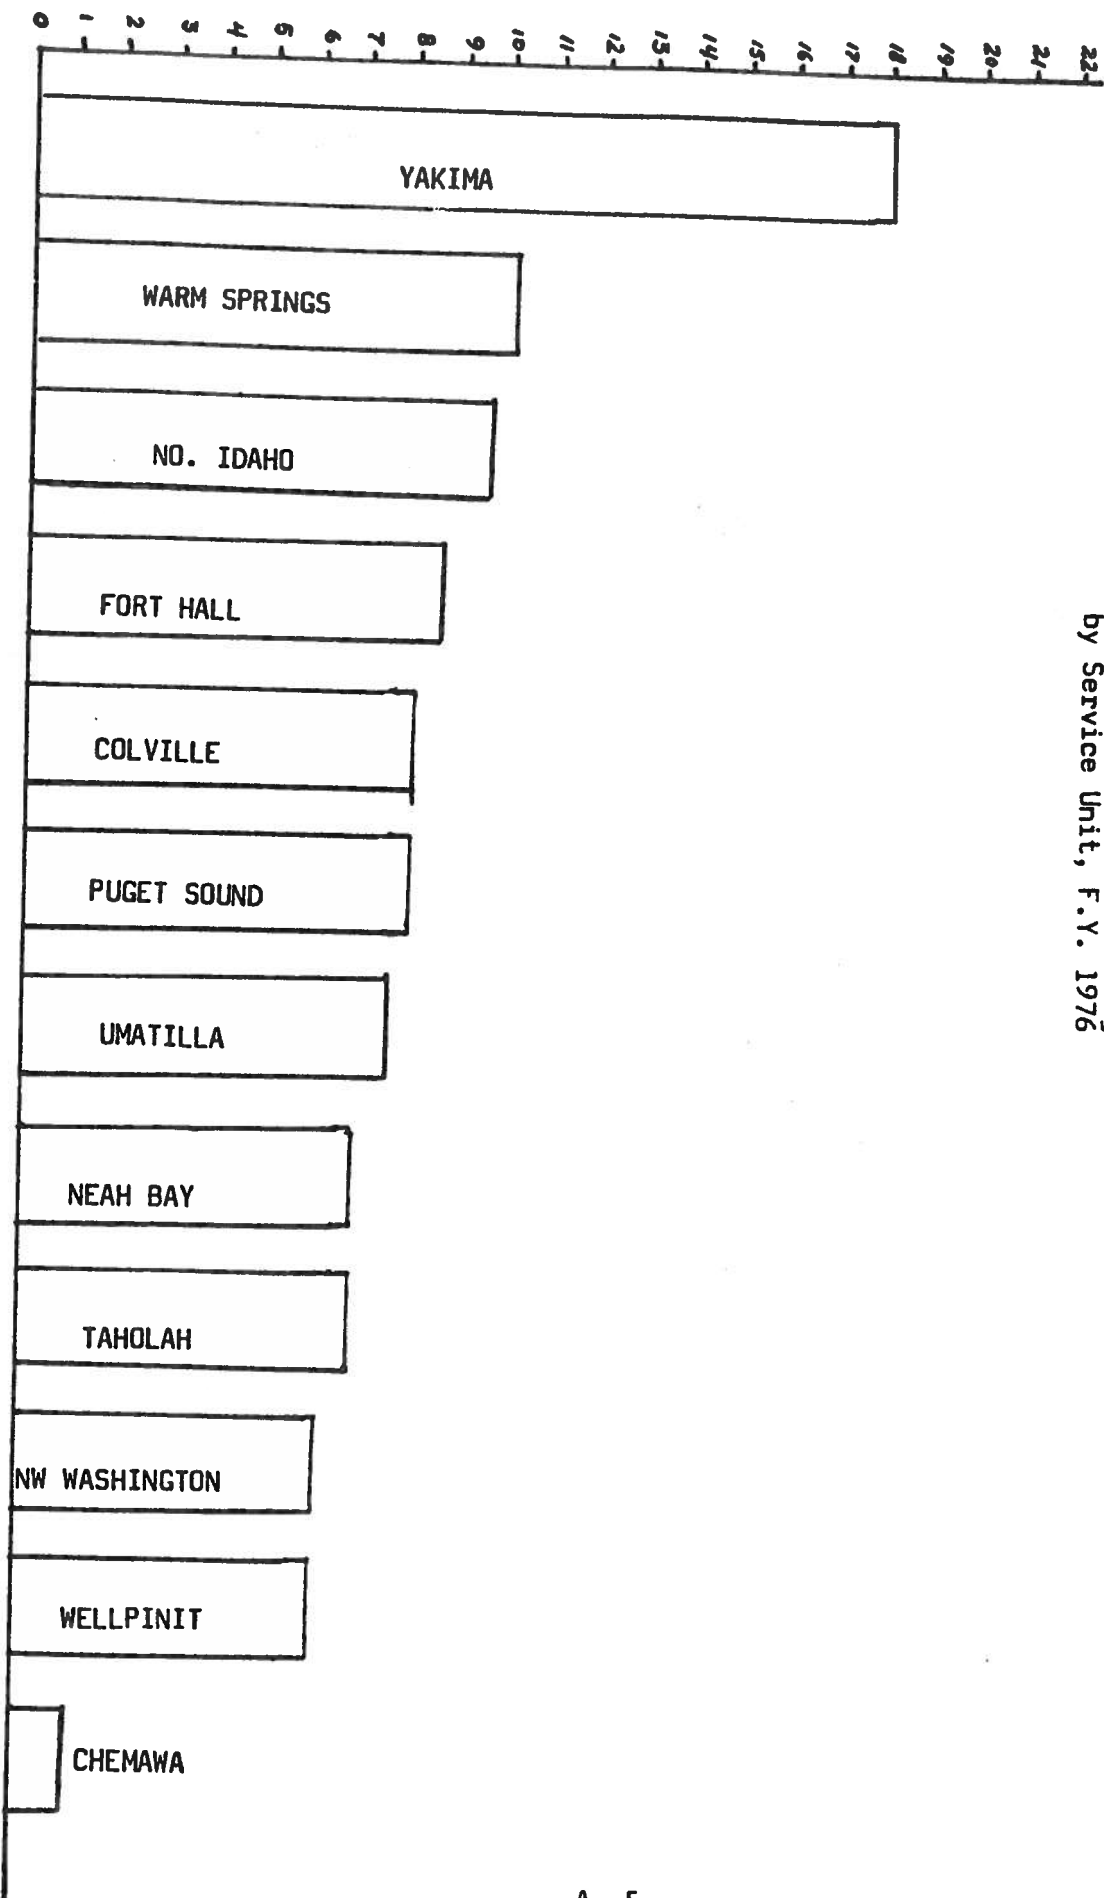 0 1 2 3 4 5 6 7 8 9 10 11 12 13 14 15 16 17 18 19 20 21 22
by Service Unit, F.Y. 1976
YAKIMA
WARM SPRINGS
NO. IDAHO
FORT HALL
COLVILLE
PUGET SOUND
UMATILLA
NEAH BAY
TAHOLAH
NW WASHINGTON
WELLPINIT
CHEMAWA